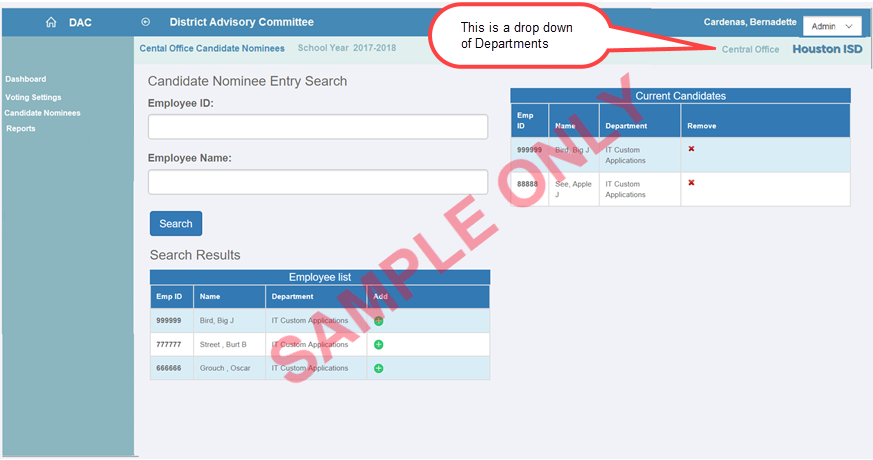 DAC
District Advisory Committee
This is a drop down
of Departments
Cardenas, Bernadette
Admin
Cental Office Candidate Nominees
School Year 2017-2018
Central Office
Houston ISD
Dashboard
Voting Settings
Candidate Nominees
Reports
Candidate Nominee Entry Search
Employee ID:
Employee Name:
Search
Search Results
Employee list
Emp ID Name Department Add
999999 Bird, Big J IT Custom Applications
777777 Street , Burt B IT Custom Applications
666666 Grouch , Oscar IT Custom Applications
Current Candidates
Emp
ID Name Department Remove
999999 Bird, Big J IT Custom
Applications
88888 See, Apple IT Custom
J Applications
SAMPLE ONLY